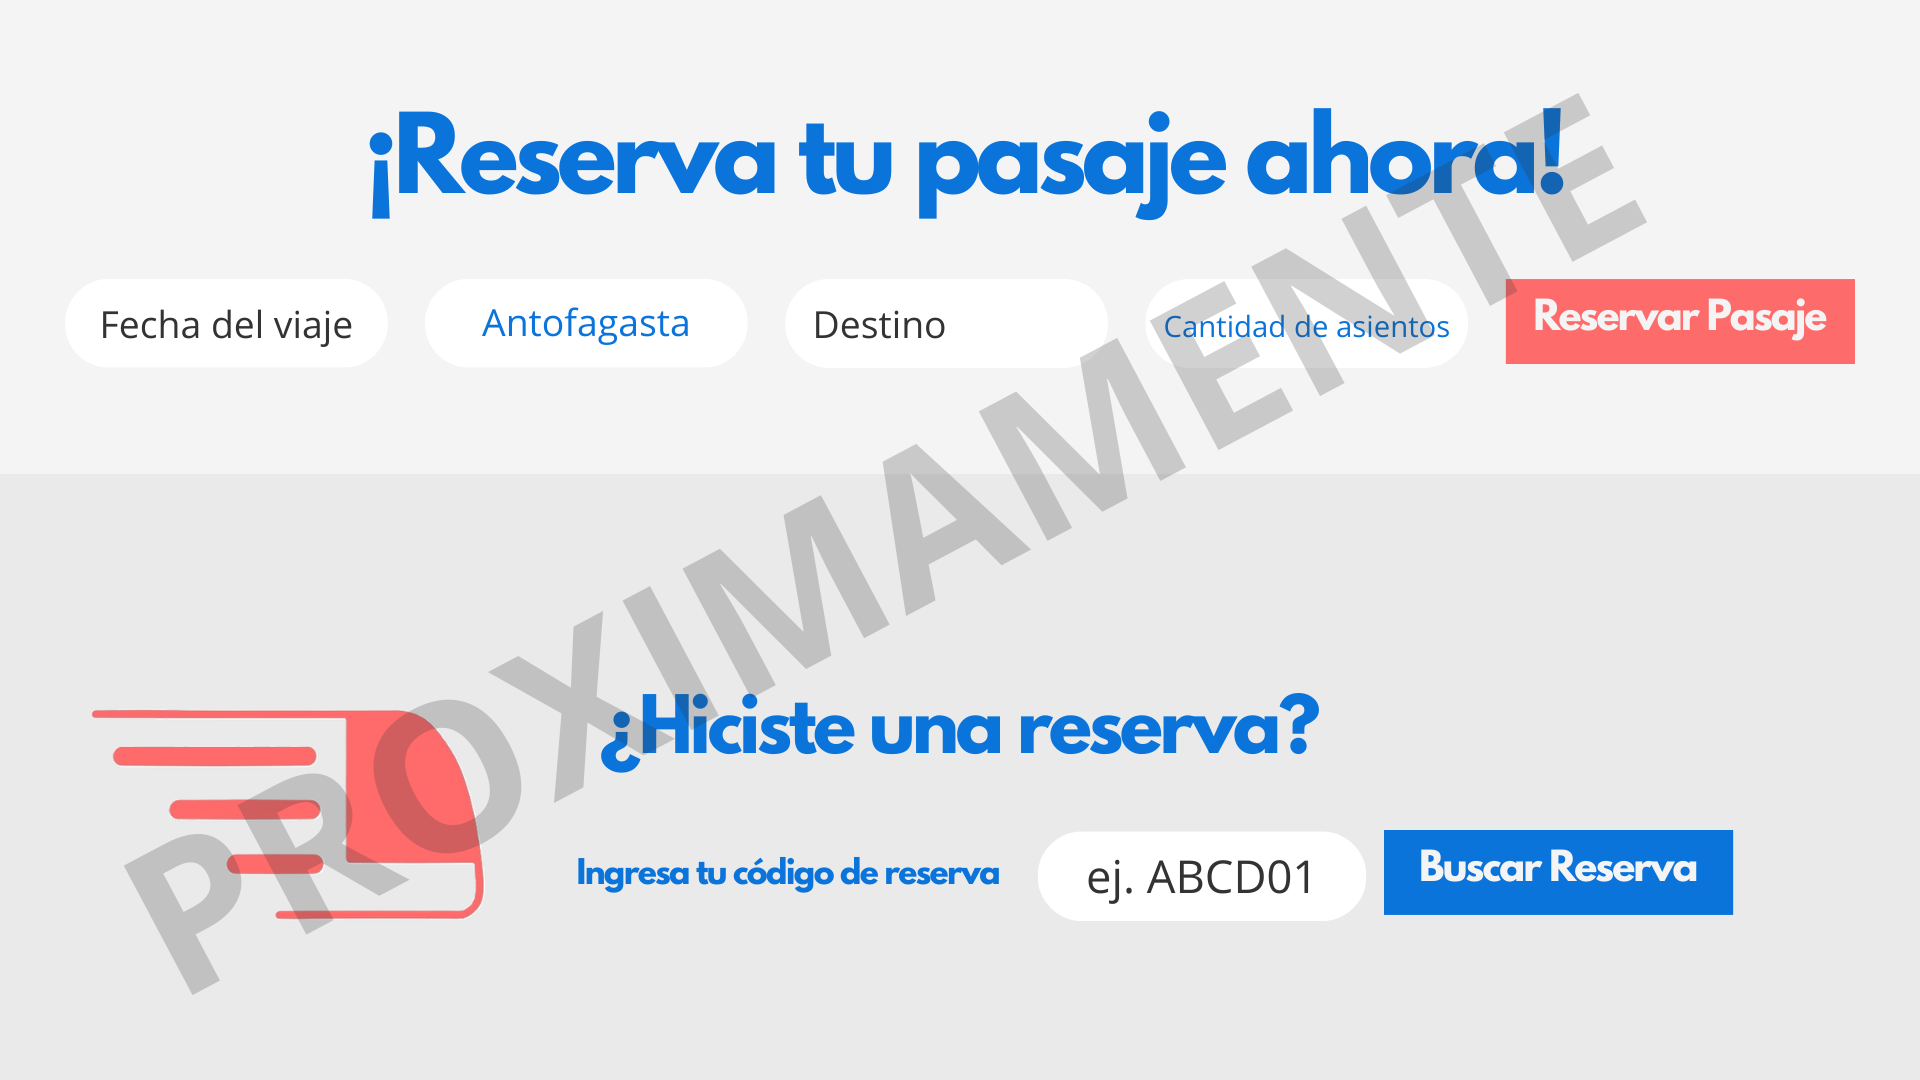 ¡Reserva tu pasaje ahora!
Fecha del viaje
Antofagasta
Destino
Cantidad de asientos
Reservar Pasaje
PROXIMAMENTE
¿Hiciste una reserva?
Ingresa tu código de reserva
ej. ABCD01
Buscar Reserva